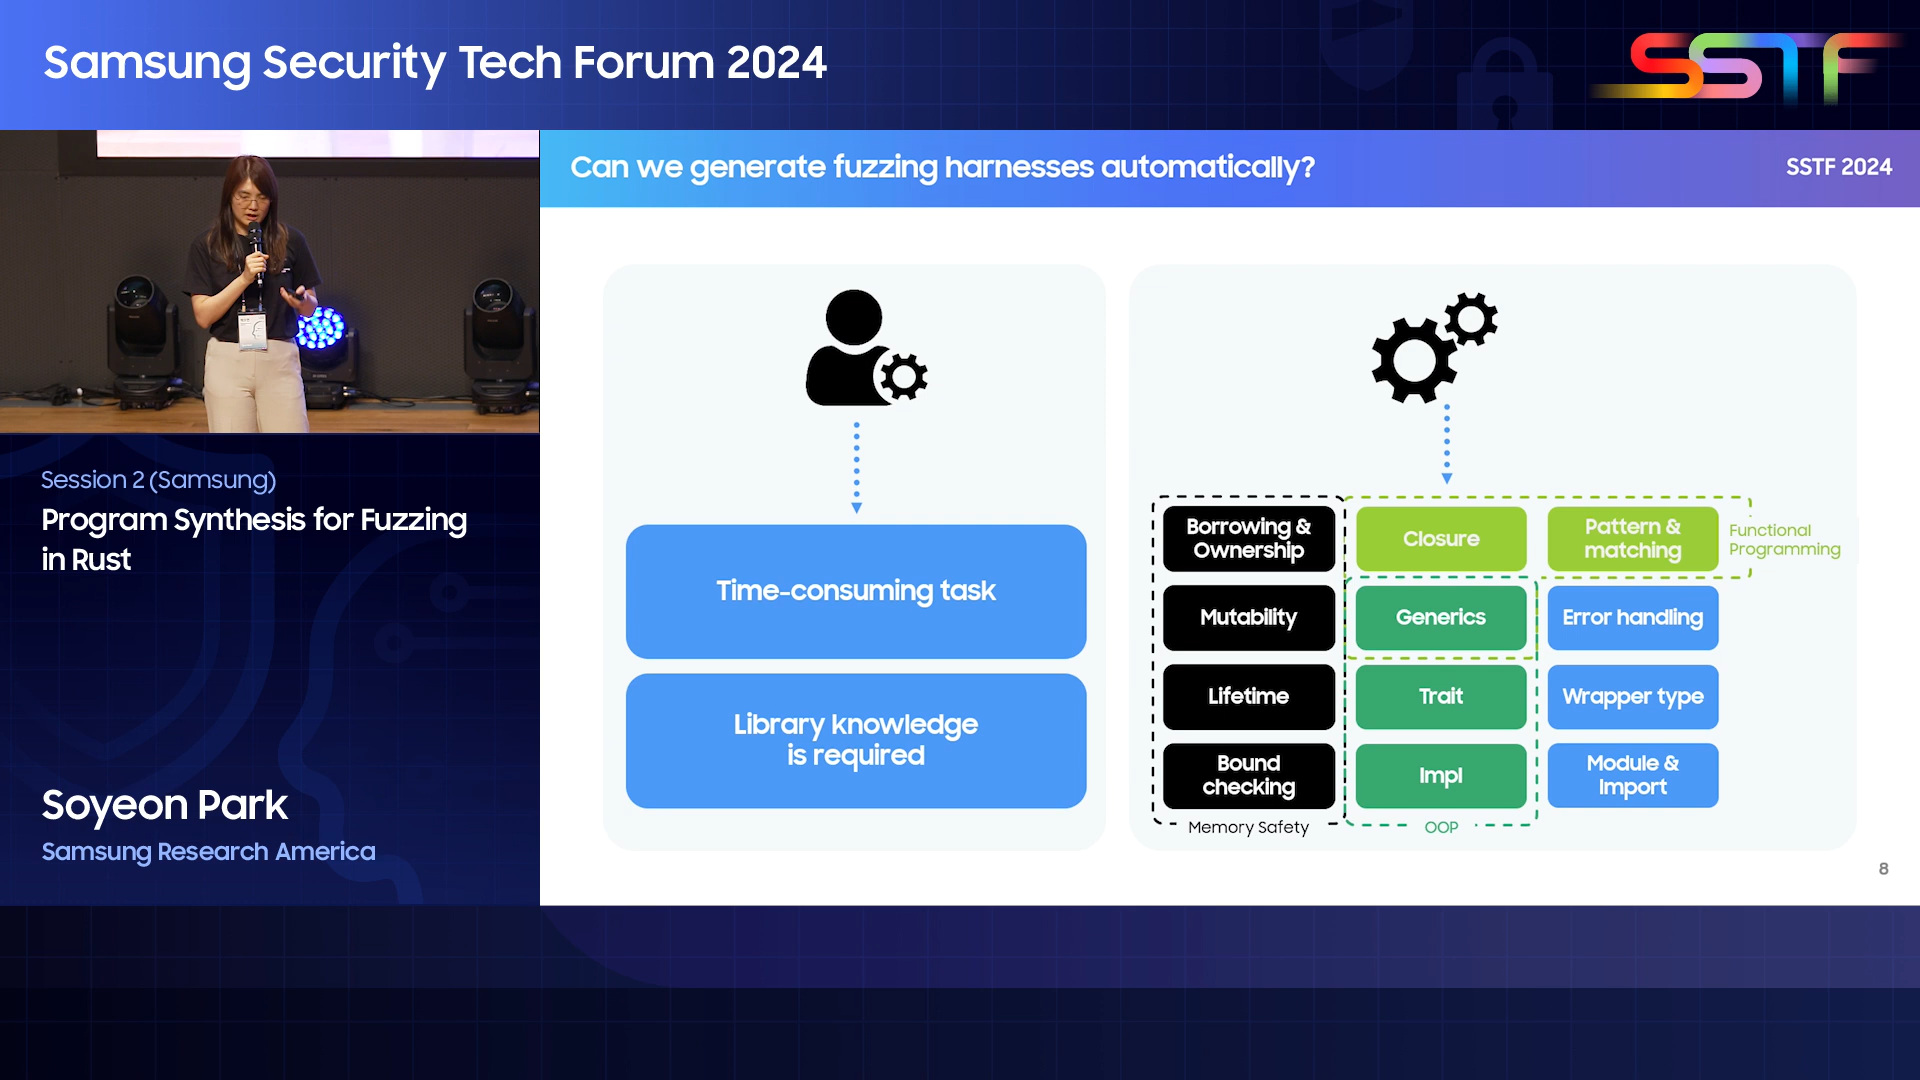 Samsung Security Tech Forum 2024
SSTF
Can we generate fuzzing harnesses automatically?
SSTF 2024
Session 2 (Samsung)
Program Synthesis for Fuzzing
in Rust
Soyeon Park
Samsung Research America
Time-consuming task
Library knowledge
is required
Borrowing &
Ownership
Closure
Pattern &
matching
Functional
Programming
Mutability
Generics
Error handling
Lifetime
Trait
Wrapper type
Bound
checking
Impl
Module &
Import
Memory Safety
OOP
8